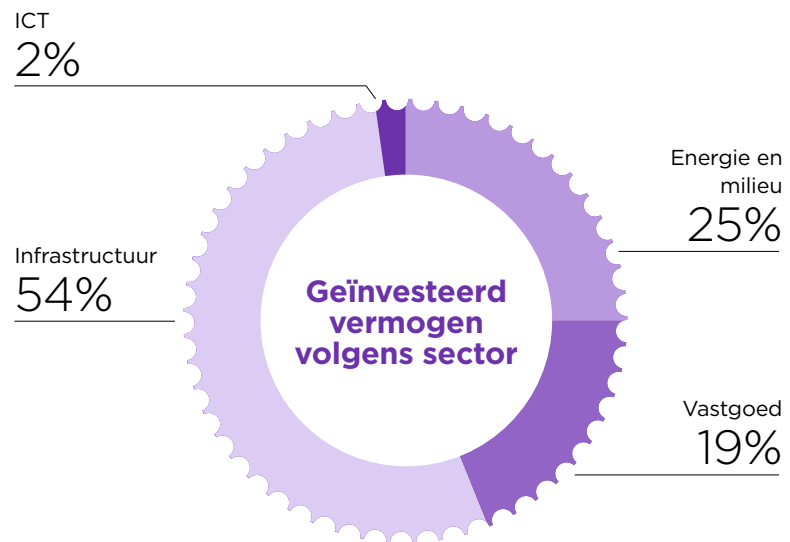 ICT
2%
Energie en
milieu
25%
Infrastructuur
54%
Geïnvesteerd
vermogen
volgens sector
Vastgoed
19%